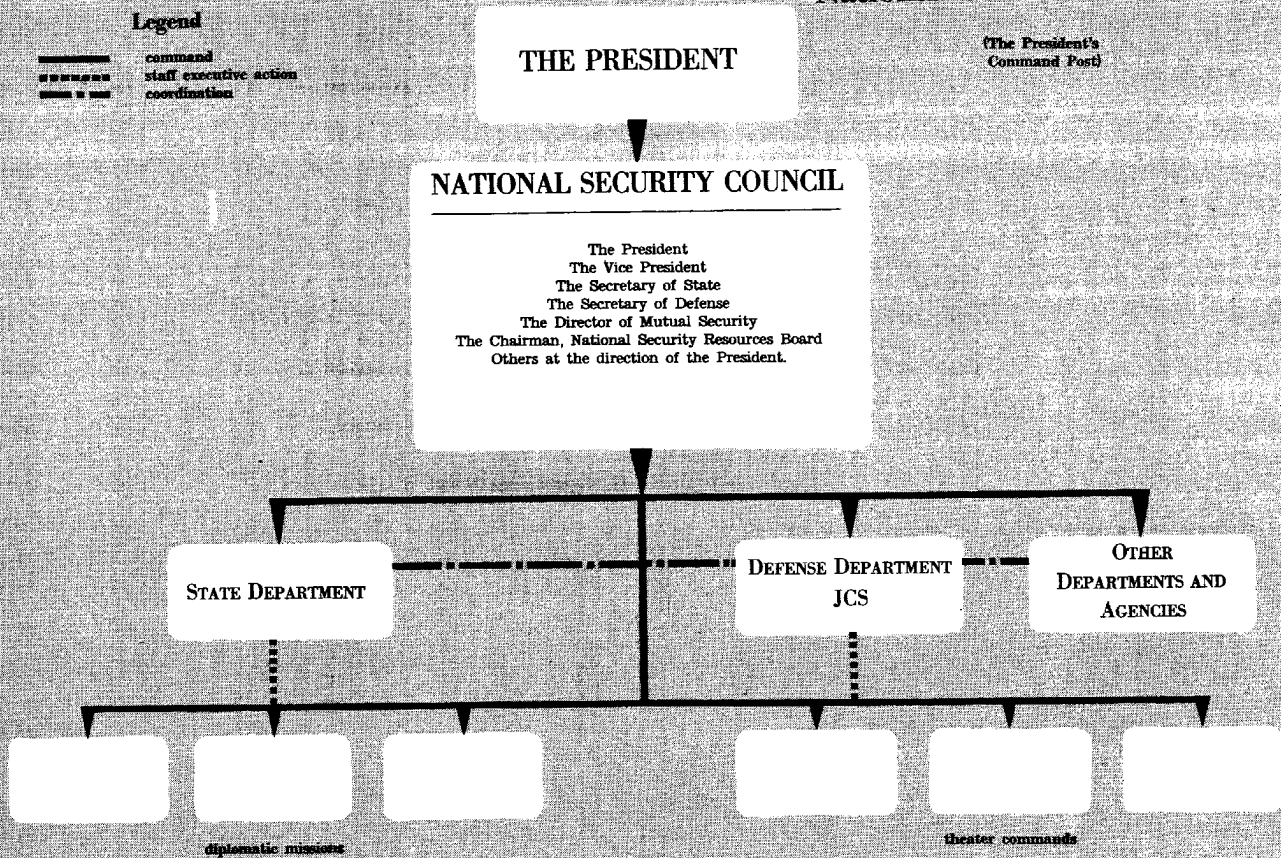 Legend
command
staff executive action
coordination
THE PRESIDENT
(The President's
Command Post)
NATIONAL SECURITY COUNCIL
The President
The Vice President
The Secretary of State
The Secretary of Defense
The Director of Mutual Security
The Chairman, National Security Resources Board
Others at the direction of the President.
STATE DEPARTMENT
DEFENSE DEPARTMENT
JCS
OTHER
DEPARTMENTS AND
AGENCIES
diplomatic missions
theater commands